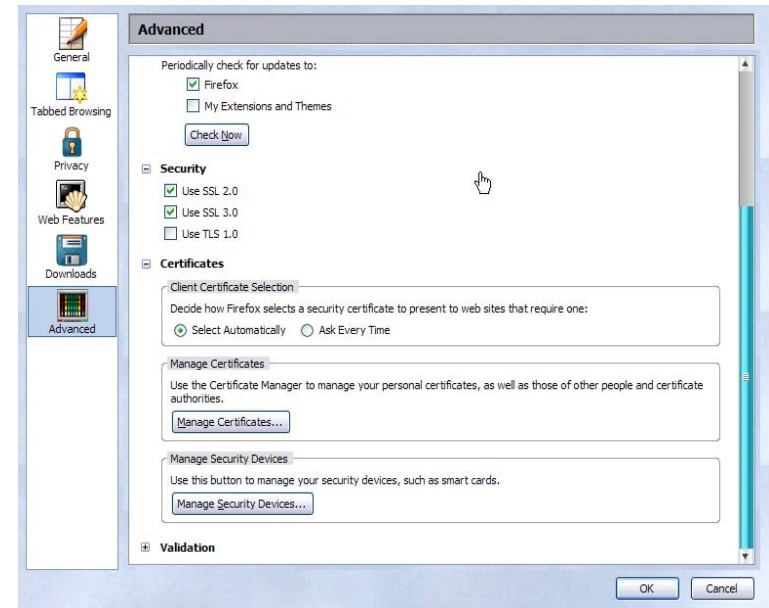 General
Tabbed Browsing
Privacy
Web Features
Downloads
Advanced
Advanced
Periodically check for updates to:
Firefox
My Extensions and Themes
Check Now
Security
Use SSL 2.0
Use SSL 3.0
Use TLS 1.0
Certificates
Client Certificate Selection
Decide how Firefox selects a security certificate to present to web sites that require one:
Select Automatically Ask Every Time
Manage Certificates
Use the Certificate Manager to manage your personal certificates, as well as those of other people and certificate
authorities.
Manage Certificates...
Manage Security Devices
Use this button to manage your security devices, such as smart cards.
Manage Security Devices...
Validation
OK Cancel